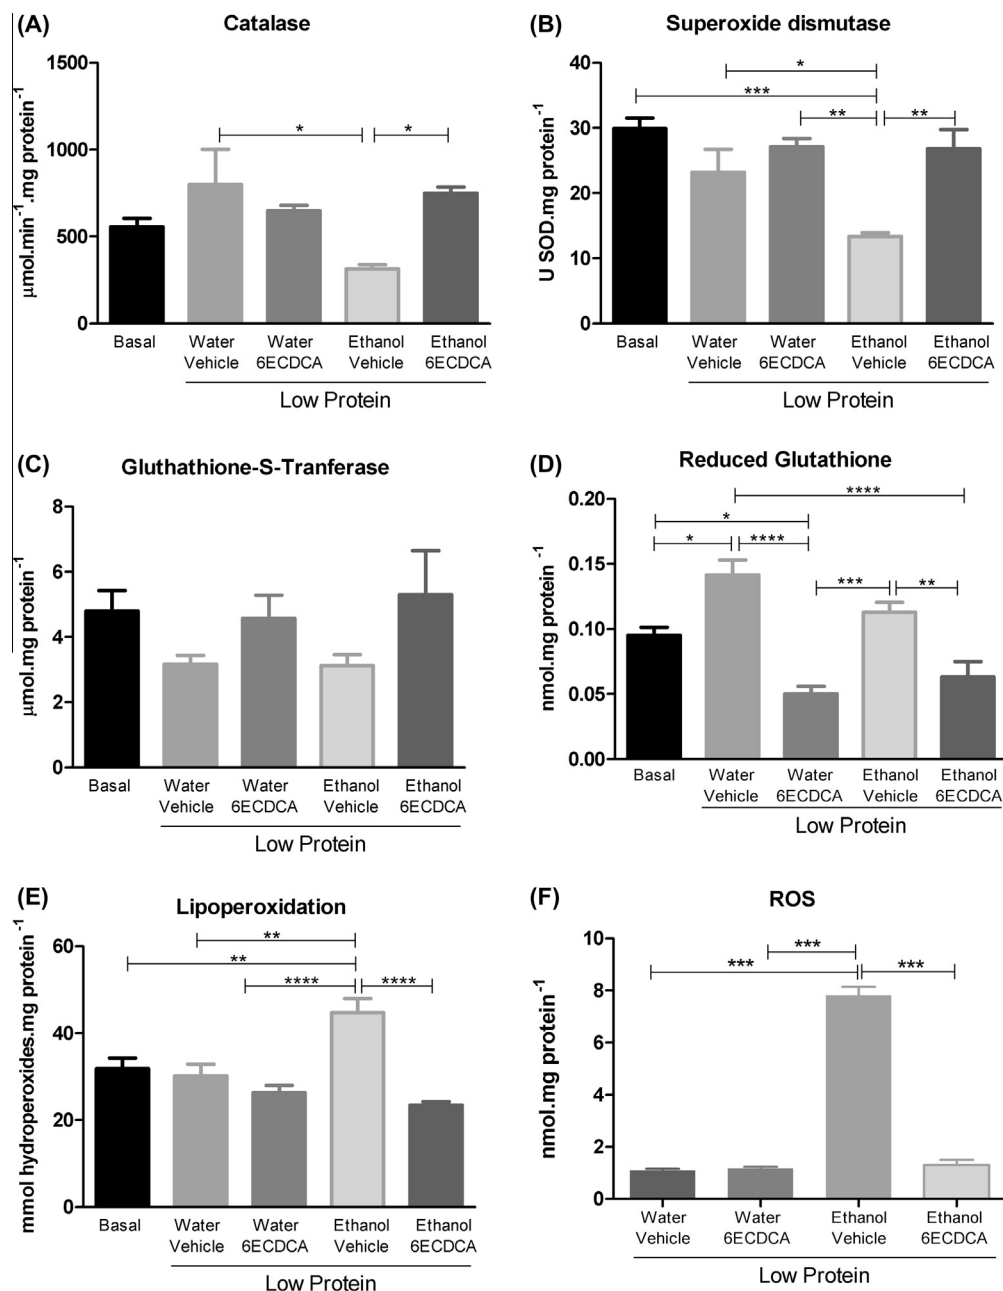 (A) Catalase
μmol.min⁻¹.mg protein⁻¹
1500
1000
500
0
* *
Basal Water Vehicle Water 6ECDCA Ethanol Vehicle Ethanol 6ECDCA
Low Protein
(B) Superoxide dismutase
U SOD.mg protein⁻¹
40
30
20
10
0
*
***
** **
Basal Water Vehicle Water 6ECDCA Ethanol Vehicle Ethanol 6ECDCA
Low Protein
(C) Gluthathione-S-Tranferase
μmol.mg protein⁻¹
8
6
4
2
0
Basal Water Vehicle Water 6ECDCA Ethanol Vehicle Ethanol 6ECDCA
Low Protein
(D) Reduced Glutathione
nmol.mg protein ⁻¹
0.20
0.15
0.10
0.05
0.00
****
*
* ****
*** **
Basal Water Vehicle Water 6ECDCA Ethanol Vehicle Ethanol 6ECDCA
Low Protein
(E) Lipoperoxidation
mmol hydroperoxides.mg protein⁻¹
60
40
20
0
**
**
**** ****
Basal Water Vehicle Water 6ECDCA Ethanol Vehicle Ethanol 6ECDCA
Low Protein
(F) ROS
nmol.mg protein⁻¹
10
8
6
4
2
0
***
*** ***
Water Vehicle Water 6ECDCA Ethanol Vehicle Ethanol 6ECDCA
Low Protein